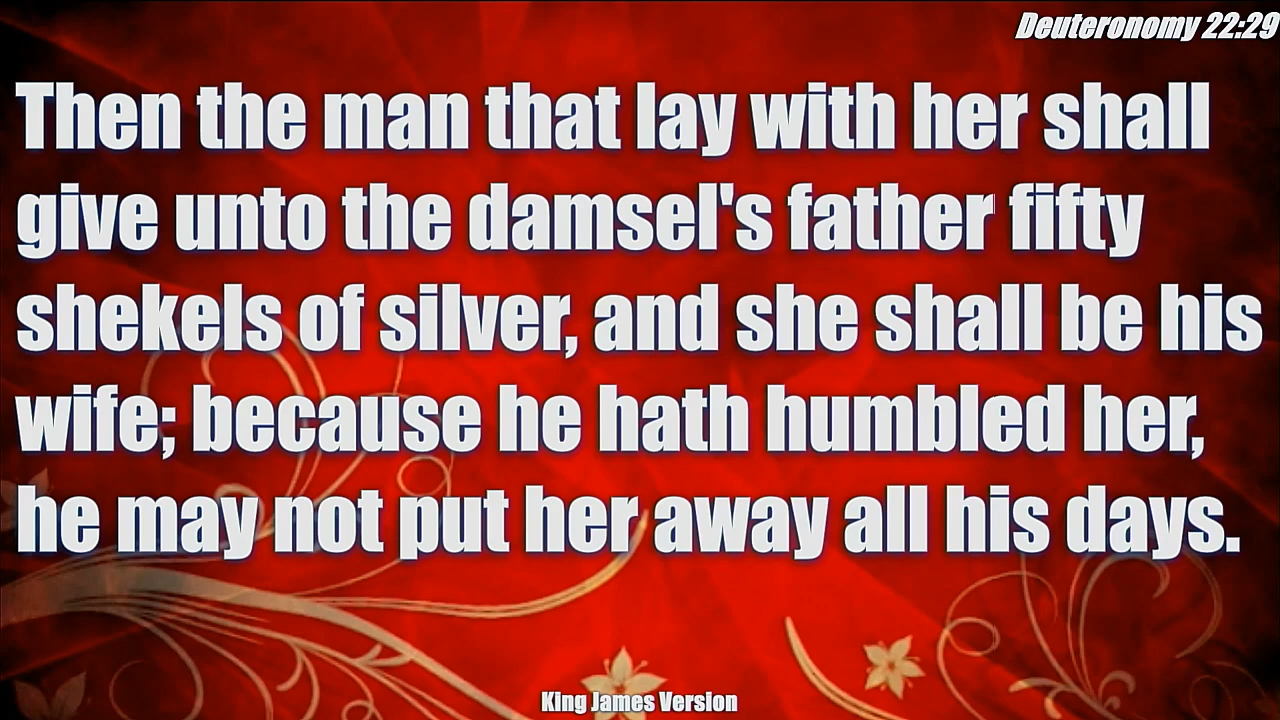 Deuteronomy 22:29
Then the man that lay with her shall
give unto the damsel's father fifty
shekels of silver, and she shall be his
wife; because he hath humbled her,
he may not put her away all his days.
King James Version